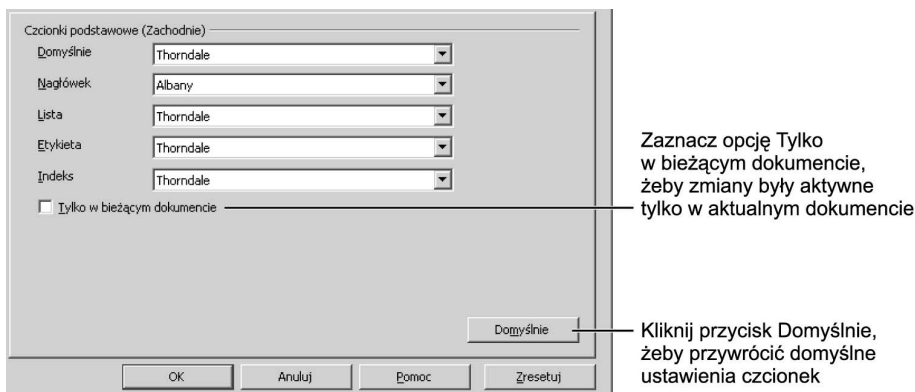 Czcionki podstawowe (Zachodnie)
Domyślnie Thorndale
Nagłówek Albany
Lista Thorndale
Etykieta Thorndale
Indeks Thorndale
Tylko w bieżącym dokumencie
Zaznacz opcję Tylko
w bieżącym dokumencie,
żeby zmiany były aktywne
tylko w aktualnym dokumencie
Domyślnie
Kliknij przycisk Domyślnie,
żeby przywrócić domyślne
ustawienia czcionek
OK Anuluj Pomoc Zresetuj